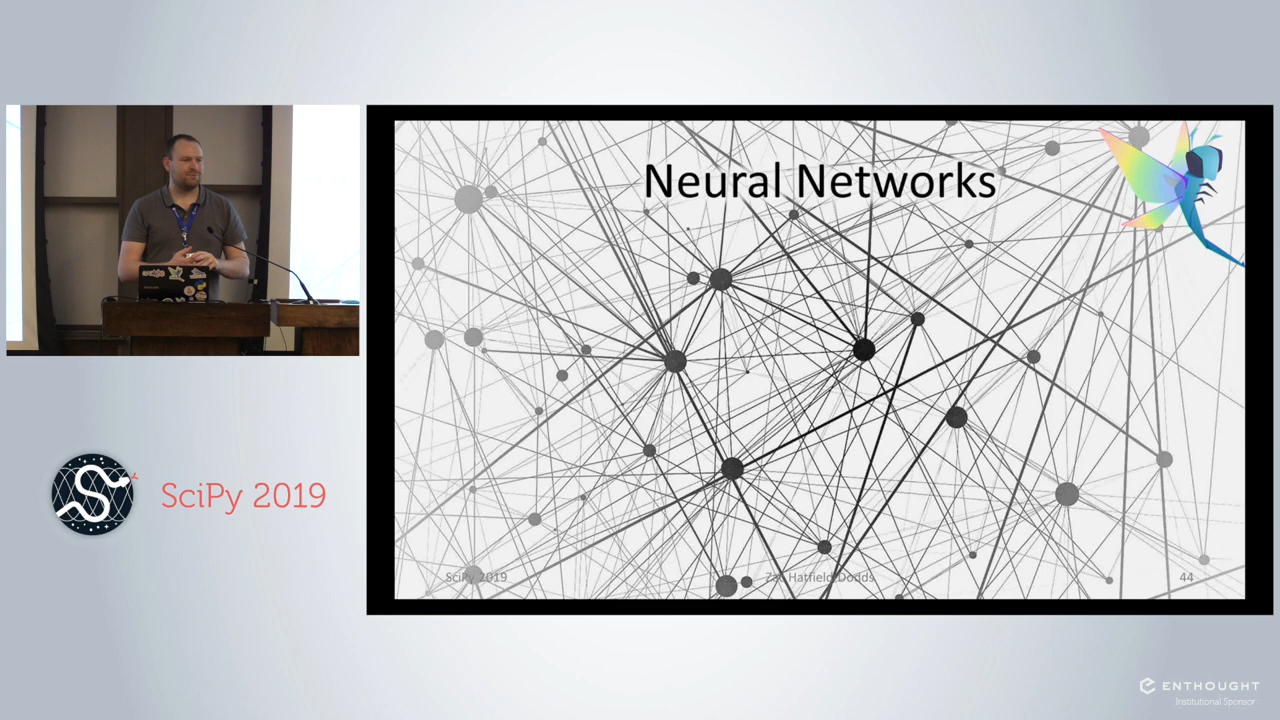 Neural Networks
SciPy 2019
Zac Hatfield-Dodds
44
SciPy 2019
ENTHOUGHT
Institutional Sponsor